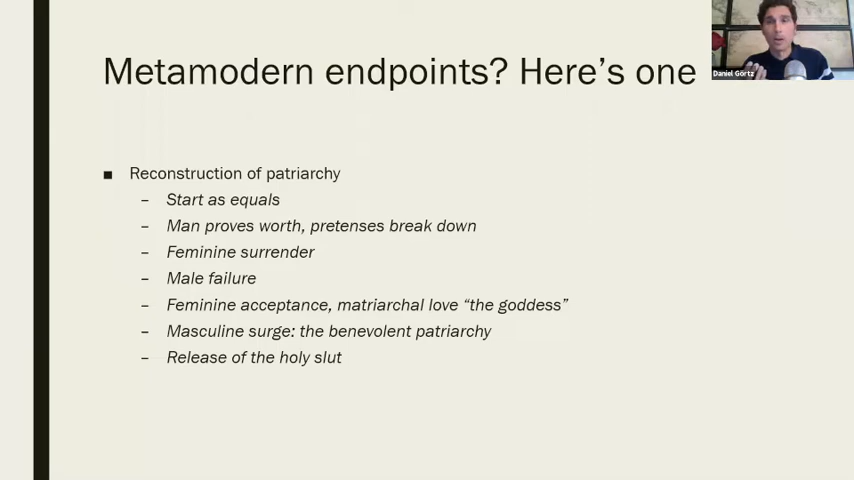 Metamodern endpoints? Here's one
Daniel Görtz
■ Reconstruction of patriarchy
– Start as equals
– Man proves worth, pretenses break down
– Feminine surrender
– Male failure
– Feminine acceptance, matriarchal love “the goddess”
– Masculine surge: the benevolent patriarchy
– Release of the holy slut